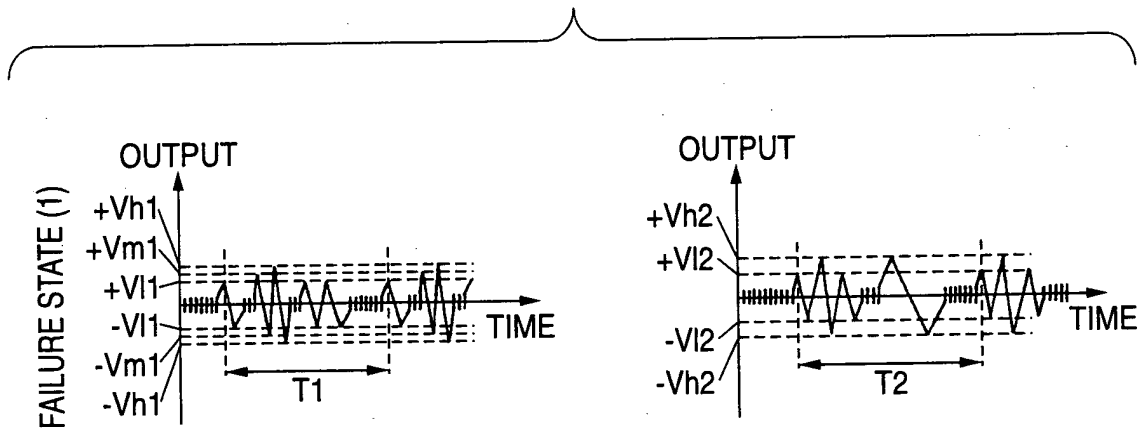 FAILURE STATE (1)
OUTPUT
+Vh1
+Vm1
+Vl1
-Vl1
-Vm1
-Vh1
TIME
T1
OUTPUT
+Vh2
+Vl2
-Vl2
-Vh2
TIME
T2